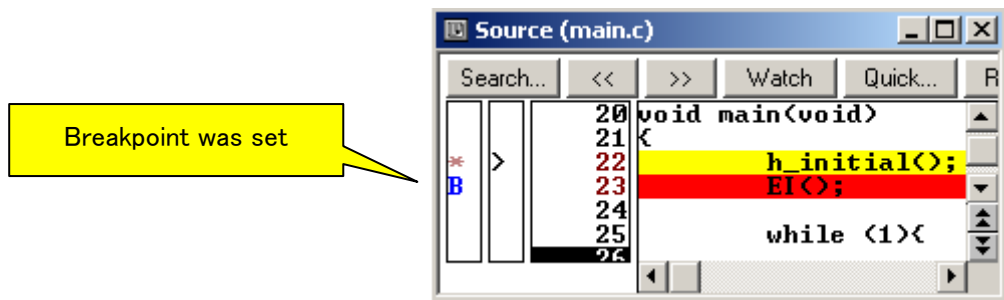 Breakpoint was set
Source (main.c)
Search... << >> Watch Quick... R
20 void main(void)
21 {
* > 22 h_initial();
B 23 EI();
24
25 while (1){
26